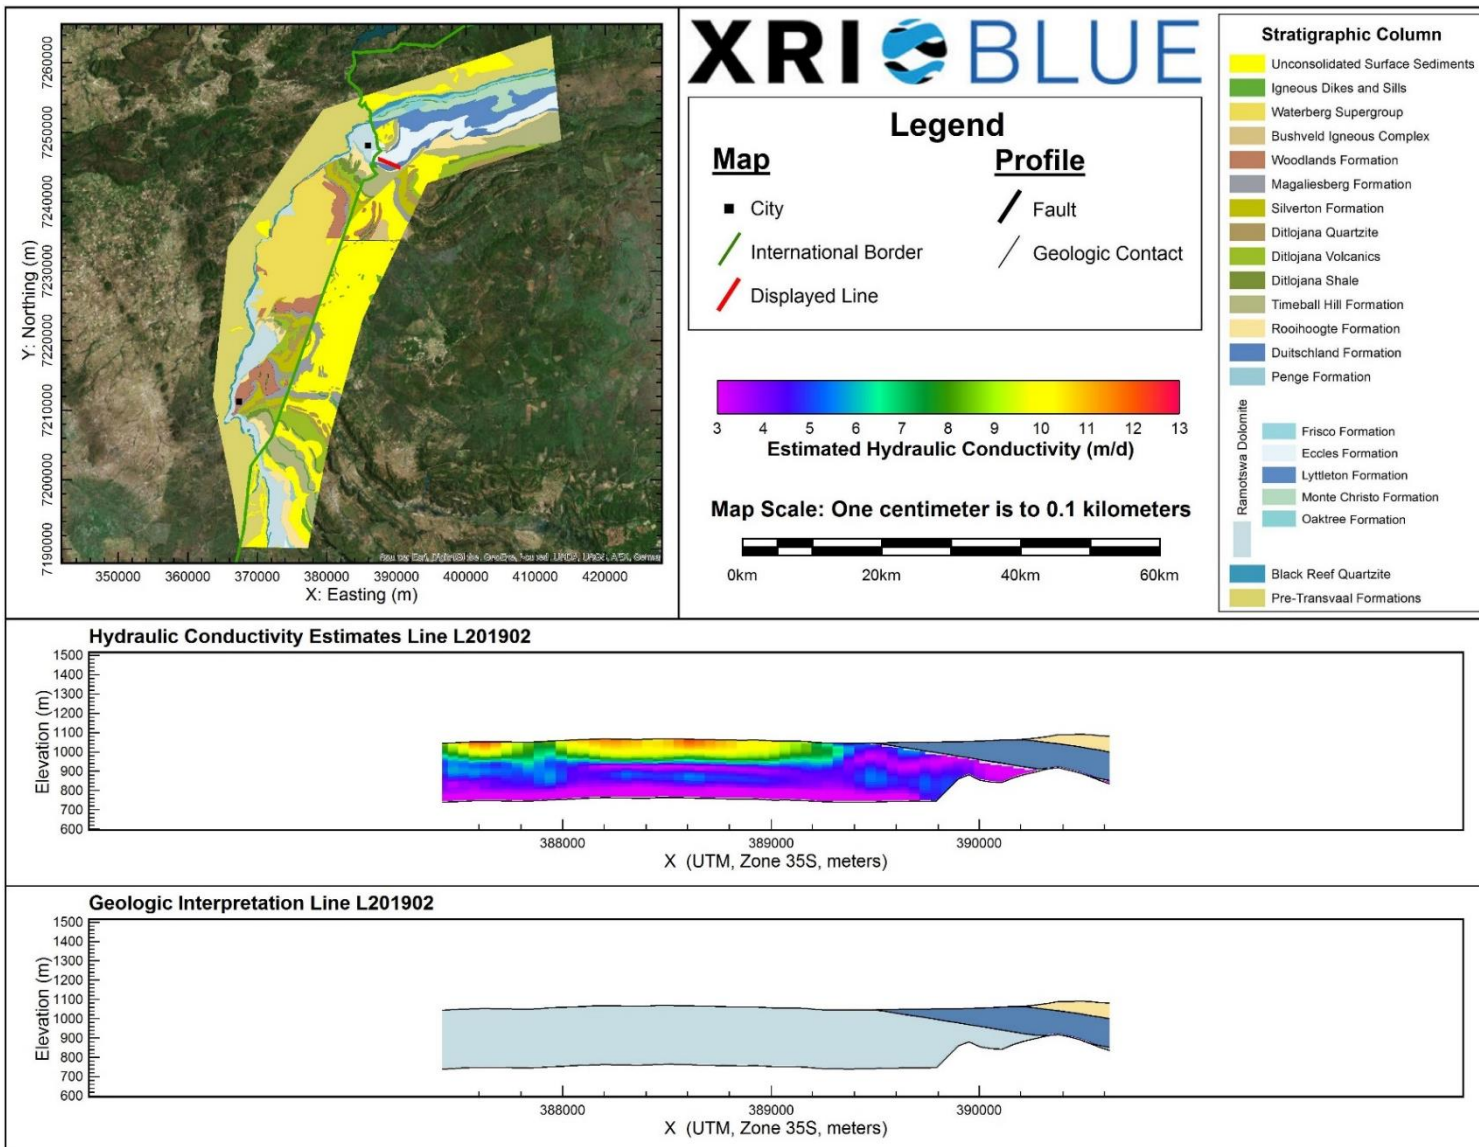 7260000
7250000
7240000
7230000
7220000
7210000
7200000
7190000
Y: Northing (m)
350000 360000 370000 380000 390000 400000 410000 420000
X: Easting (m)
XRI BLUE
Legend
Map
City
International Border
Displayed Line
Profile
Fault
Geologic Contact
3 4 5 6 7 8 9 10 11 12 13
Estimated Hydraulic Conductivity (m/d)
Map Scale: One centimeter is to 0.1 kilometers
0km 20km 40km 60km
Stratigraphic Column
Unconsolidated Surface Sediments
Igneous Dikes and Sills
Waterberg Supergroup
Bushveld Igneous Complex
Woodlands Formation
Magaliesberg Formation
Silverton Formation
Ditlojana Quartzite
Ditlojana Volcanics
Ditlojana Shale
Timeball Hill Formation
Rooihoogte Formation
Duitschland Formation
Penge Formation
Ramotswa Dolomite
Frisco Formation
Eccles Formation
Lyttleton Formation
Monte Christo Formation
Oaktree Formation
Black Reef Quartzite
Pre-Transvaal Formations
Hydraulic Conductivity Estimates Line L201902
Elevation (m)
1500
1400
1300
1200
1100
1000
900
800
700
600
388000 389000 390000
X (UTM, Zone 35S, meters)
Geologic Interpretation Line L201902
Elevation (m)
1500
1400
1300
1200
1100
1000
900
800
700
600
388000 389000 390000
X (UTM, Zone 35S, meters)